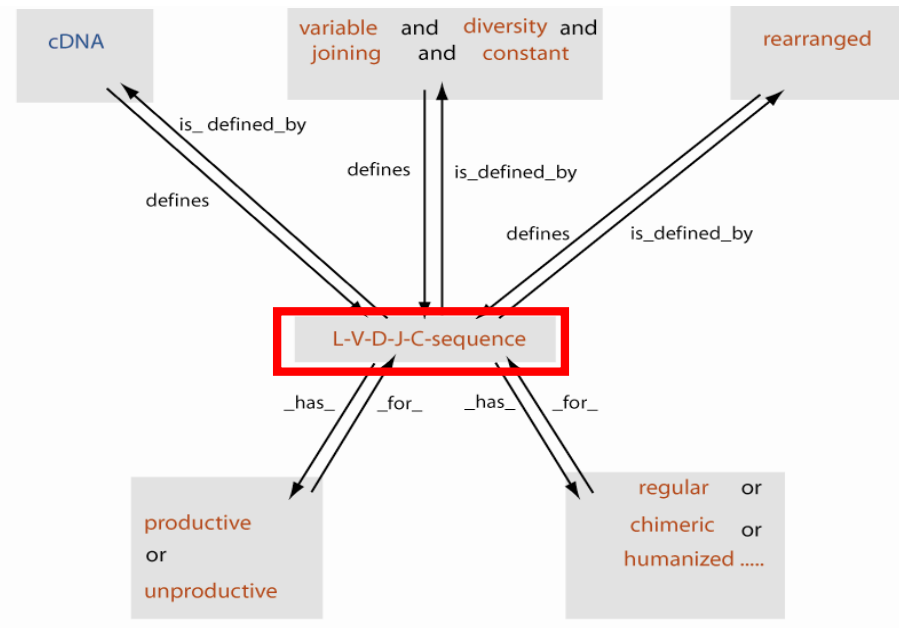 cDNA
variable and diversity and
joining and constant
rearranged
is_ defined_by
defines
defines
is_defined_by
defines
is_defined_by
L-V-D-J-C-sequence
_has_
_for_
_has_
_for_
productive
or
unproductive
regular or
chimeric or
humanized .....